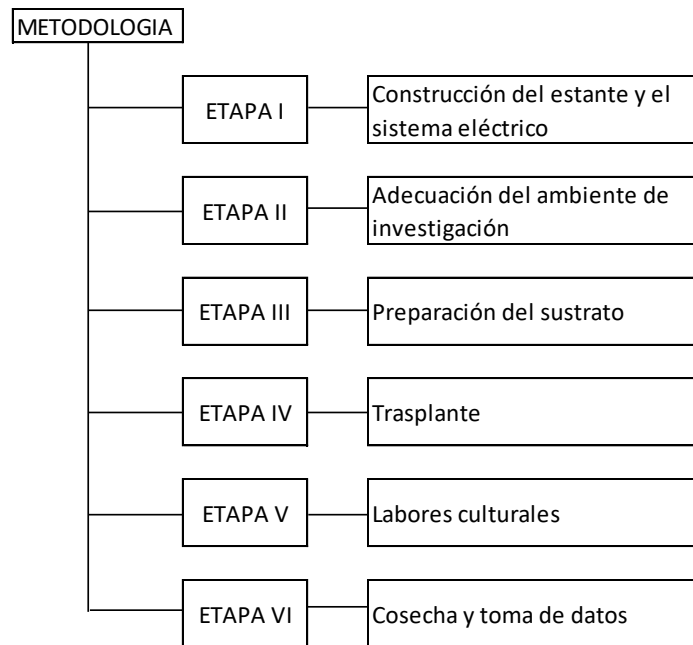 METODOLOGIA
ETAPA I
Construcción del estante y el
sistema eléctrico
ETAPA II
Adecuación del ambiente de
investigación
ETAPA III
Preparación del sustrato
ETAPA IV
Trasplante
ETAPA V
Labores culturales
ETAPA VI
Cosecha y toma de datos